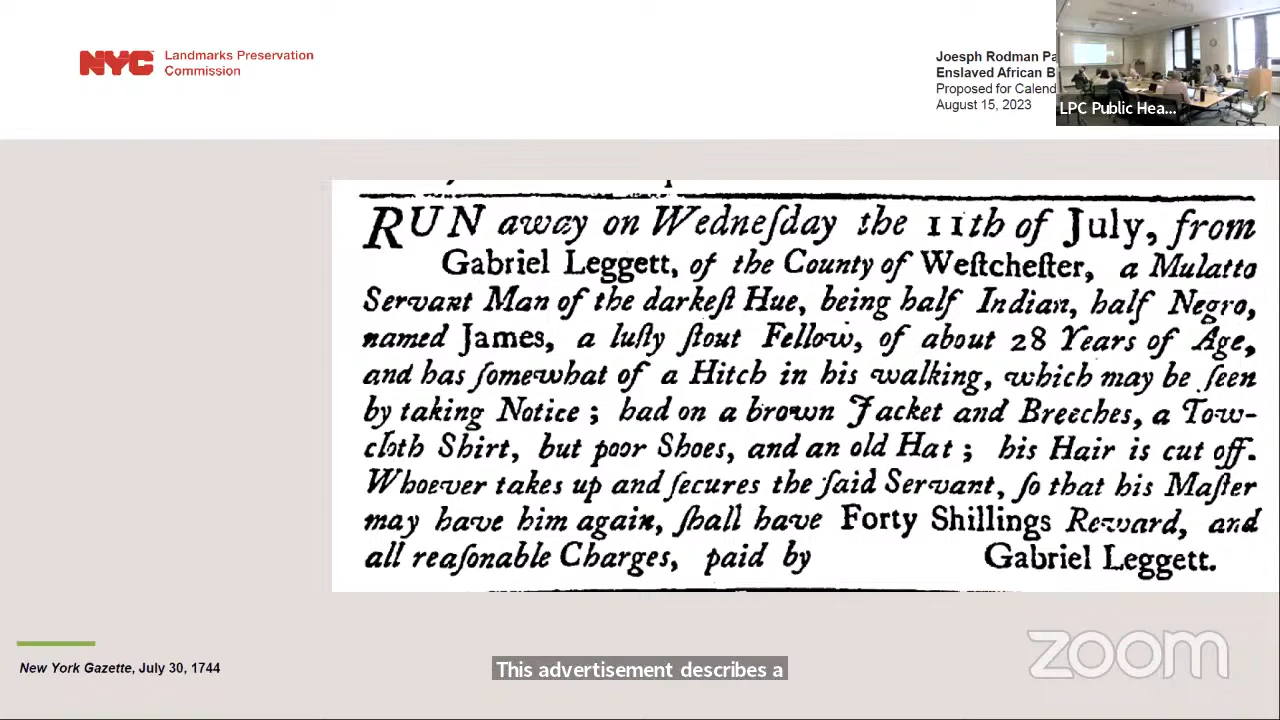 NYC Landmarks Preservation
Commission
Joesph Rodman Pa
Enslaved African B
Proposed for Calend
August 15, 2023
LPC Public Hea...
RUN away on Wedneſday the 11th of July, from
Gabriel Leggett, of the County of Weſtcheſter, a Mulatto
Servant Man of the darkeſt Hue, being half Indian, half Negro,
named James, a luſty ſtout Fellow, of about 28 Years of Age,
and has ſomewhat of a Hitch in his walking, which may be ſeen
by taking Notice; had on a brown Jacket and Breeches, a Tow-
cloth Shirt, but poor Shoes, and an old Hat; his Hair is cut off.
Whoever takes up and ſecures the ſaid Servant, ſo that his Maſter
may have him again, ſhall have Forty Shillings Reward, and
all reaſonable Charges, paid by Gabriel Leggett.
New York Gazette, July 30, 1744
This advertisement describes a
zoom